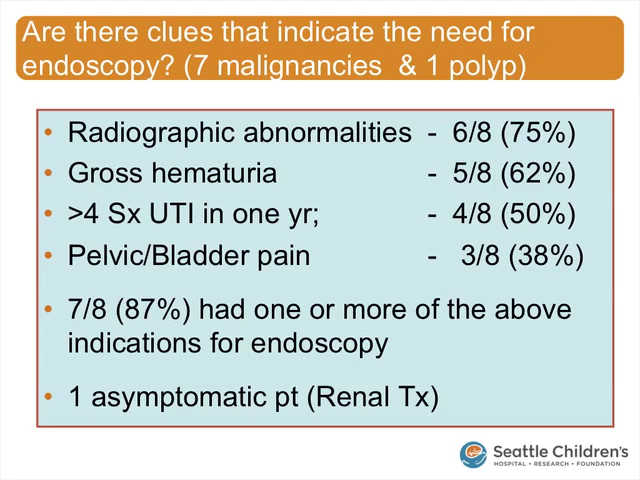 Are there clues that indicate the need for
endoscopy? (7 malignancies & 1 polyp)
• Radiographic abnormalities - 6/8 (75%)
• Gross hematuria - 5/8 (62%)
• >4 Sx UTI in one yr; - 4/8 (50%)
• Pelvic/Bladder pain - 3/8 (38%)
• 7/8 (87%) had one or more of the above
indications for endoscopy
• 1 asymptomatic pt (Renal Tx)
Seattle Children's
HOSPITAL • RESEARCH • FOUNDATION